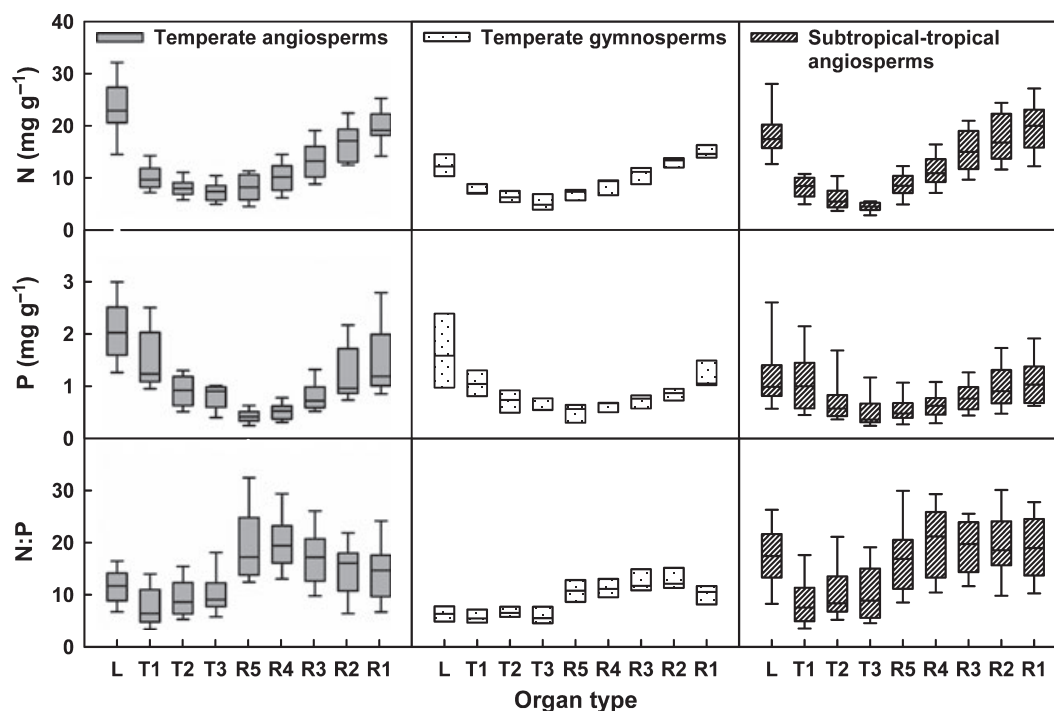 Temperate angiosperms
Temperate gymnosperms
Subtropical-tropical
angiosperms
N (mg g⁻¹)
40
30
20
10
0
P (mg g⁻¹)
3
2
1
0
N:P
30
20
10
0
L T1 T2 T3 R5 R4 R3 R2 R1
L T1 T2 T3 R5 R4 R3 R2 R1
L T1 T2 T3 R5 R4 R3 R2 R1
Organ type